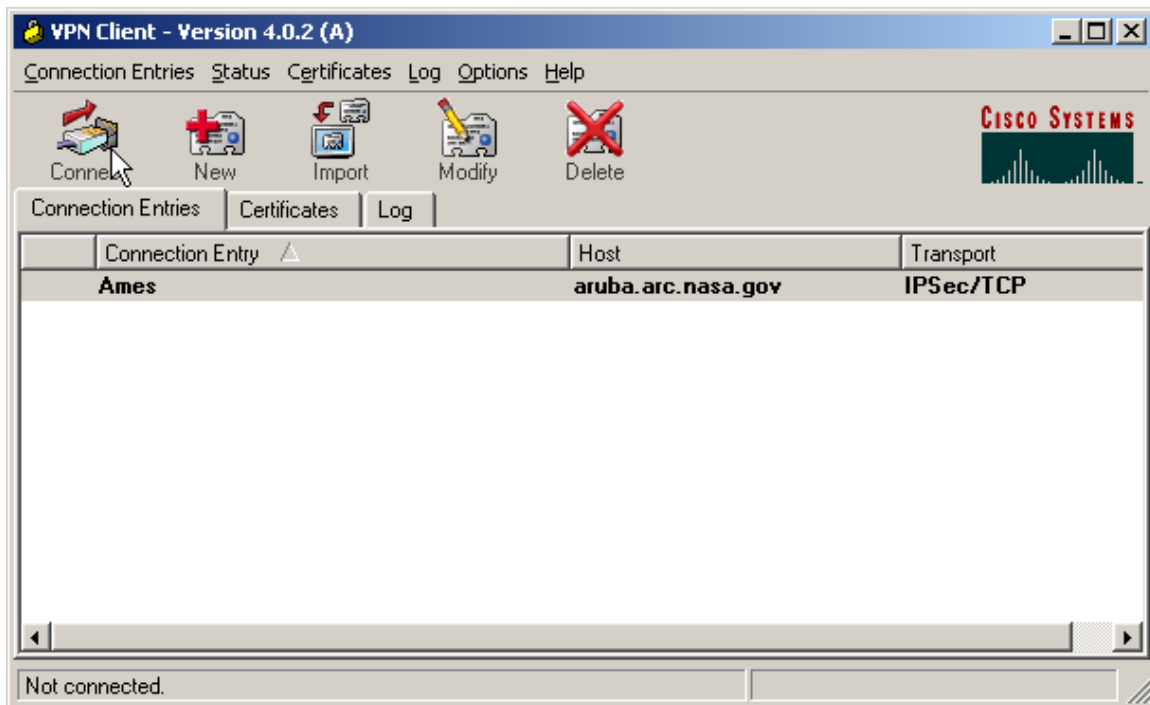 VPN Client - Version 4.0.2 (A)
Connection Entries Status Certificates Log Options Help
CISCO SYSTEMS
Connect New Import Modify Delete
Connection Entries Certificates Log
Connection Entry Host Transport
Ames aruba.arc.nasa.gov IPSec/TCP
Not connected.